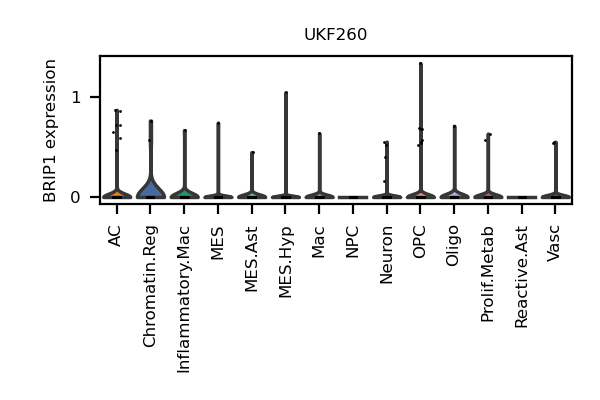 UKF260
BRIP1 expression
1
0
AC
Chromatin.Reg
Inflammatory.Mac
MES
MES.Ast
MES.Hyp
Mac
NPC
Neuron
OPC
Oligo
Prolif.Metab
Reactive.Ast
Vasc